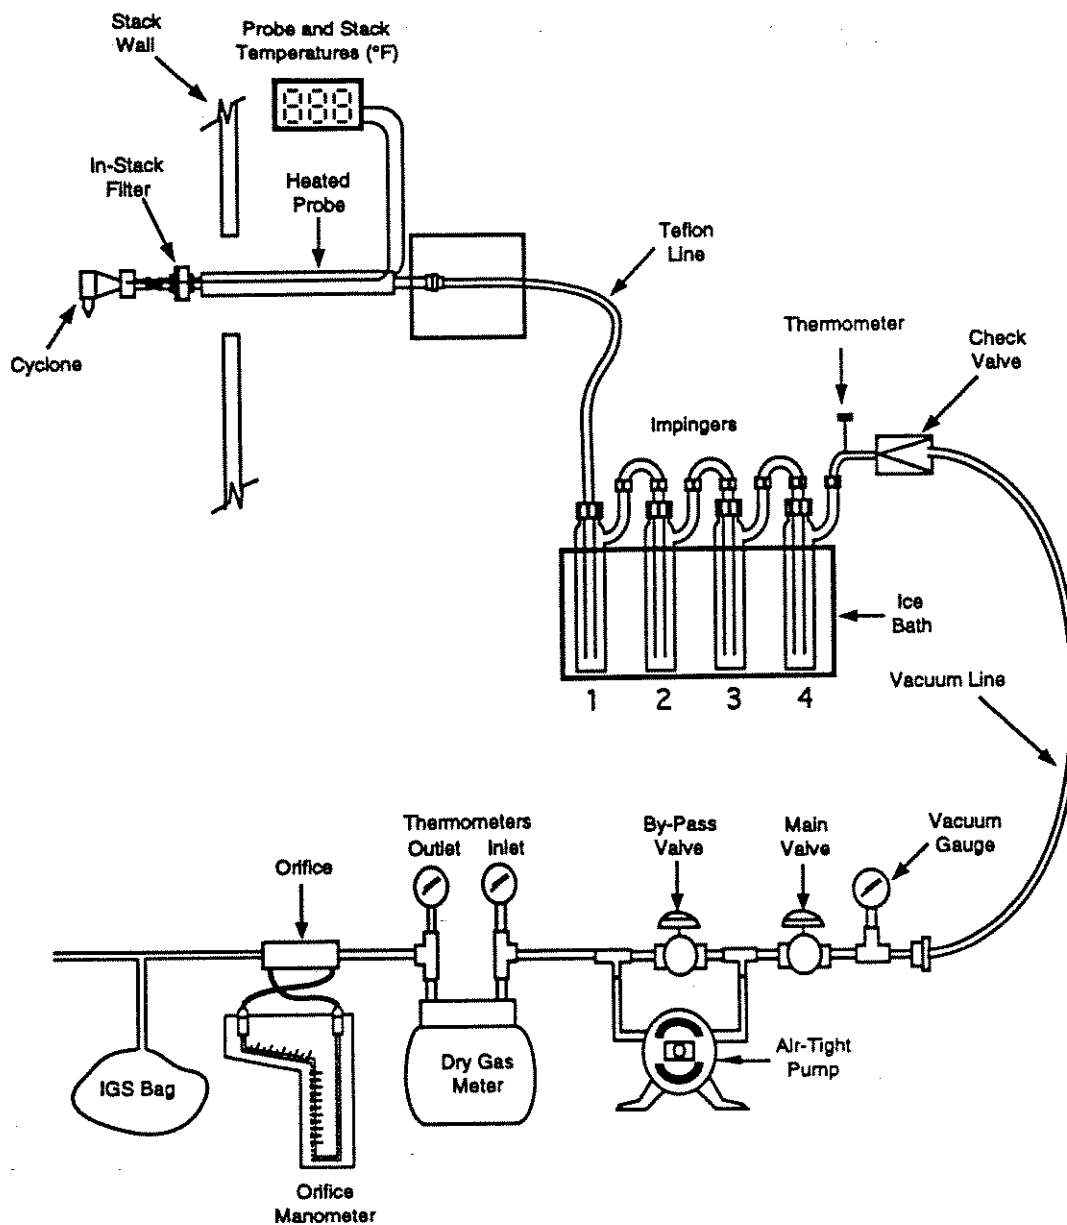 Stack
Wall
Probe and Stack
Temperatures (°F)
888
In-Stack
Filter
Heated
Probe
Teflon
Line
Cyclone
Thermometer
Check
Valve
Impingers
Ice
Bath
1 2 3 4
Vacuum Line
Thermometers
Outlet Inlet
By-Pass
Valve
Main
Valve
Vacuum
Gauge
Orifice
IGS Bag
Dry Gas
Meter
Air-Tight
Pump
Orifice
Manometer